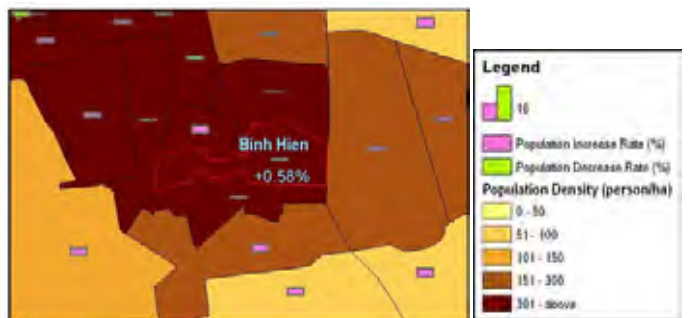 Binh Hien
+0.58%
Legend
10
Population Increase Rate (%)
Population Decrease Rate (%)
Population Density (person/ha)
0 - 50
51 - 100
101 - 150
151 - 300
301 - above